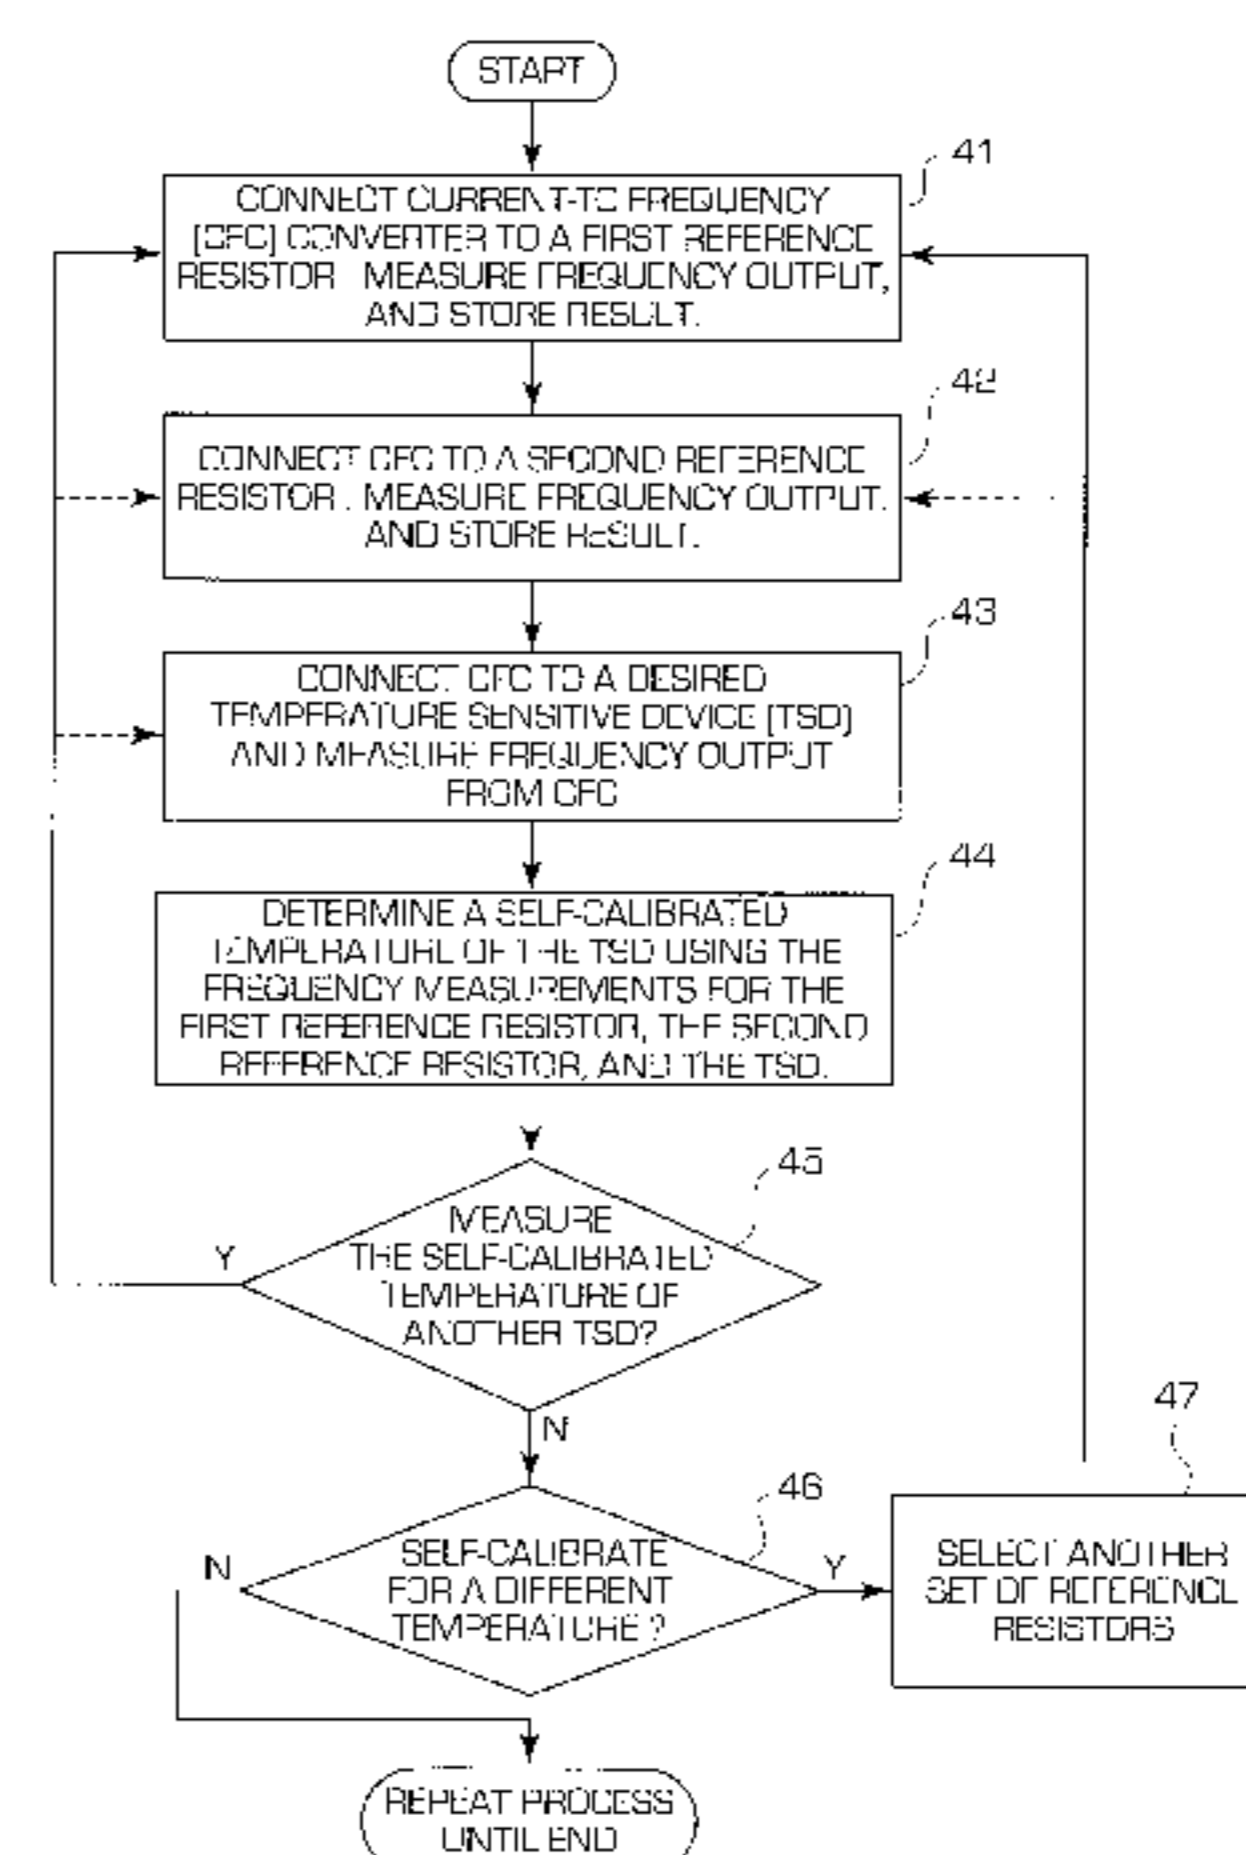 START
41
CONNECT CURRENT-TO FREQUENCY
[CFC] CONVERTER TO A FIRST REFERENCE
RESISTOR. MEASURE FREQUENCY OUTPUT,
AND STORE RESULT.
42
CONNECT CFC TO A SECOND REFERENCE
RESISTOR. MEASURE FREQUENCY OUTPUT.
AND STORE RESULT.
43
CONNECT CFC TO A DESIRED
TEMPERATURE SENSITIVE DEVICE [TSD]
AND MEASURE FREQUENCY OUTPUT
FROM CFC
44
DETERMINE A SELF-CALIBRATED
TEMPERATURE OF THE TSD USING THE
FREQUENCY MEASUREMENTS FOR THE
FIRST REFERENCE RESISTOR, THE SECOND
REFERENCE RESISTOR, AND THE TSD.
45
MEASURE
THE SELF-CALIBRATED
TEMPERATURE OF
ANOTHER TSD?
Y
N
46
47
SELF-CALIBRATE
FOR A DIFFERENT
TEMPERATURE ?
N
Y
SELECT ANOTHER
SET OF REFERENCE
RESISTORS
REPEAT PROCESS
UNTIL END